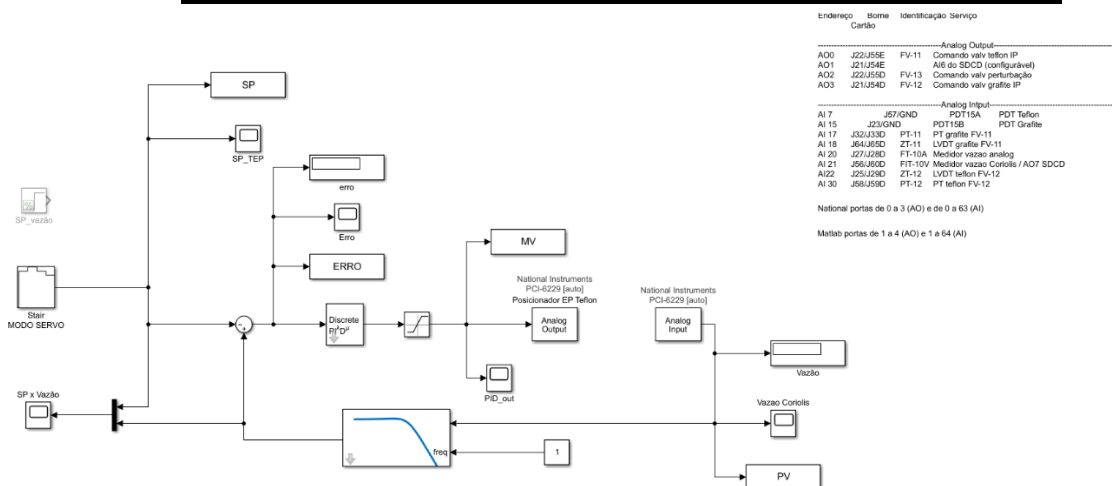 Endereço Borne Identificação Serviço
Cartão
-----Analog Output-----
AO0 J22/J55E FV-11 Comando valv teflon IP
AO1 J21/J54E AI6 do SDCD (configurável)
AO2 J22/J55D FV-13 Comando valv perturbação
AO3 J21/J54D FV-12 Comando valv grafite IP
-----Analog Intput-----
AI 7 J57/GND PDT15A PDT Teflon
AI 15 J23/GND PDT15B PDT Grafite
AI 17 J32/J33D PT-11 PT grafite FV-11
AI 18 J64/J65D ZT-11 LVDT grafite FV-11
AI 20 J27/J28D FT-10A Medidor vazao analog
AI 21 J56/J60D FIT-10V Medidor vazao Coriolis / AO7 SDCD
AI22 J25/J29D ZT-12 LVDT teflon FV-12
AI 30 J58/J59D PT-12 PT teflon FV-12
National portas de 0 a 3 (AO) e de 0 a 63 (AI)
Matlab portas de 1 a 4 (AO) e 1 a 64 (AI)
SP
SP_TEP
erro
SP_vazão
Erro
ERRO
MV
Stair
MODO SERVO
National Instruments
PCI-6229 [auto]
Posicionador EP Teflon
Analog
Output
National Instruments
PCI-6229 [auto]
Analog
Input
Discrete
PI^λD^μ
Vazão
PID_out
SP x Vazão
Vazao Coriolis
freq
1
PV